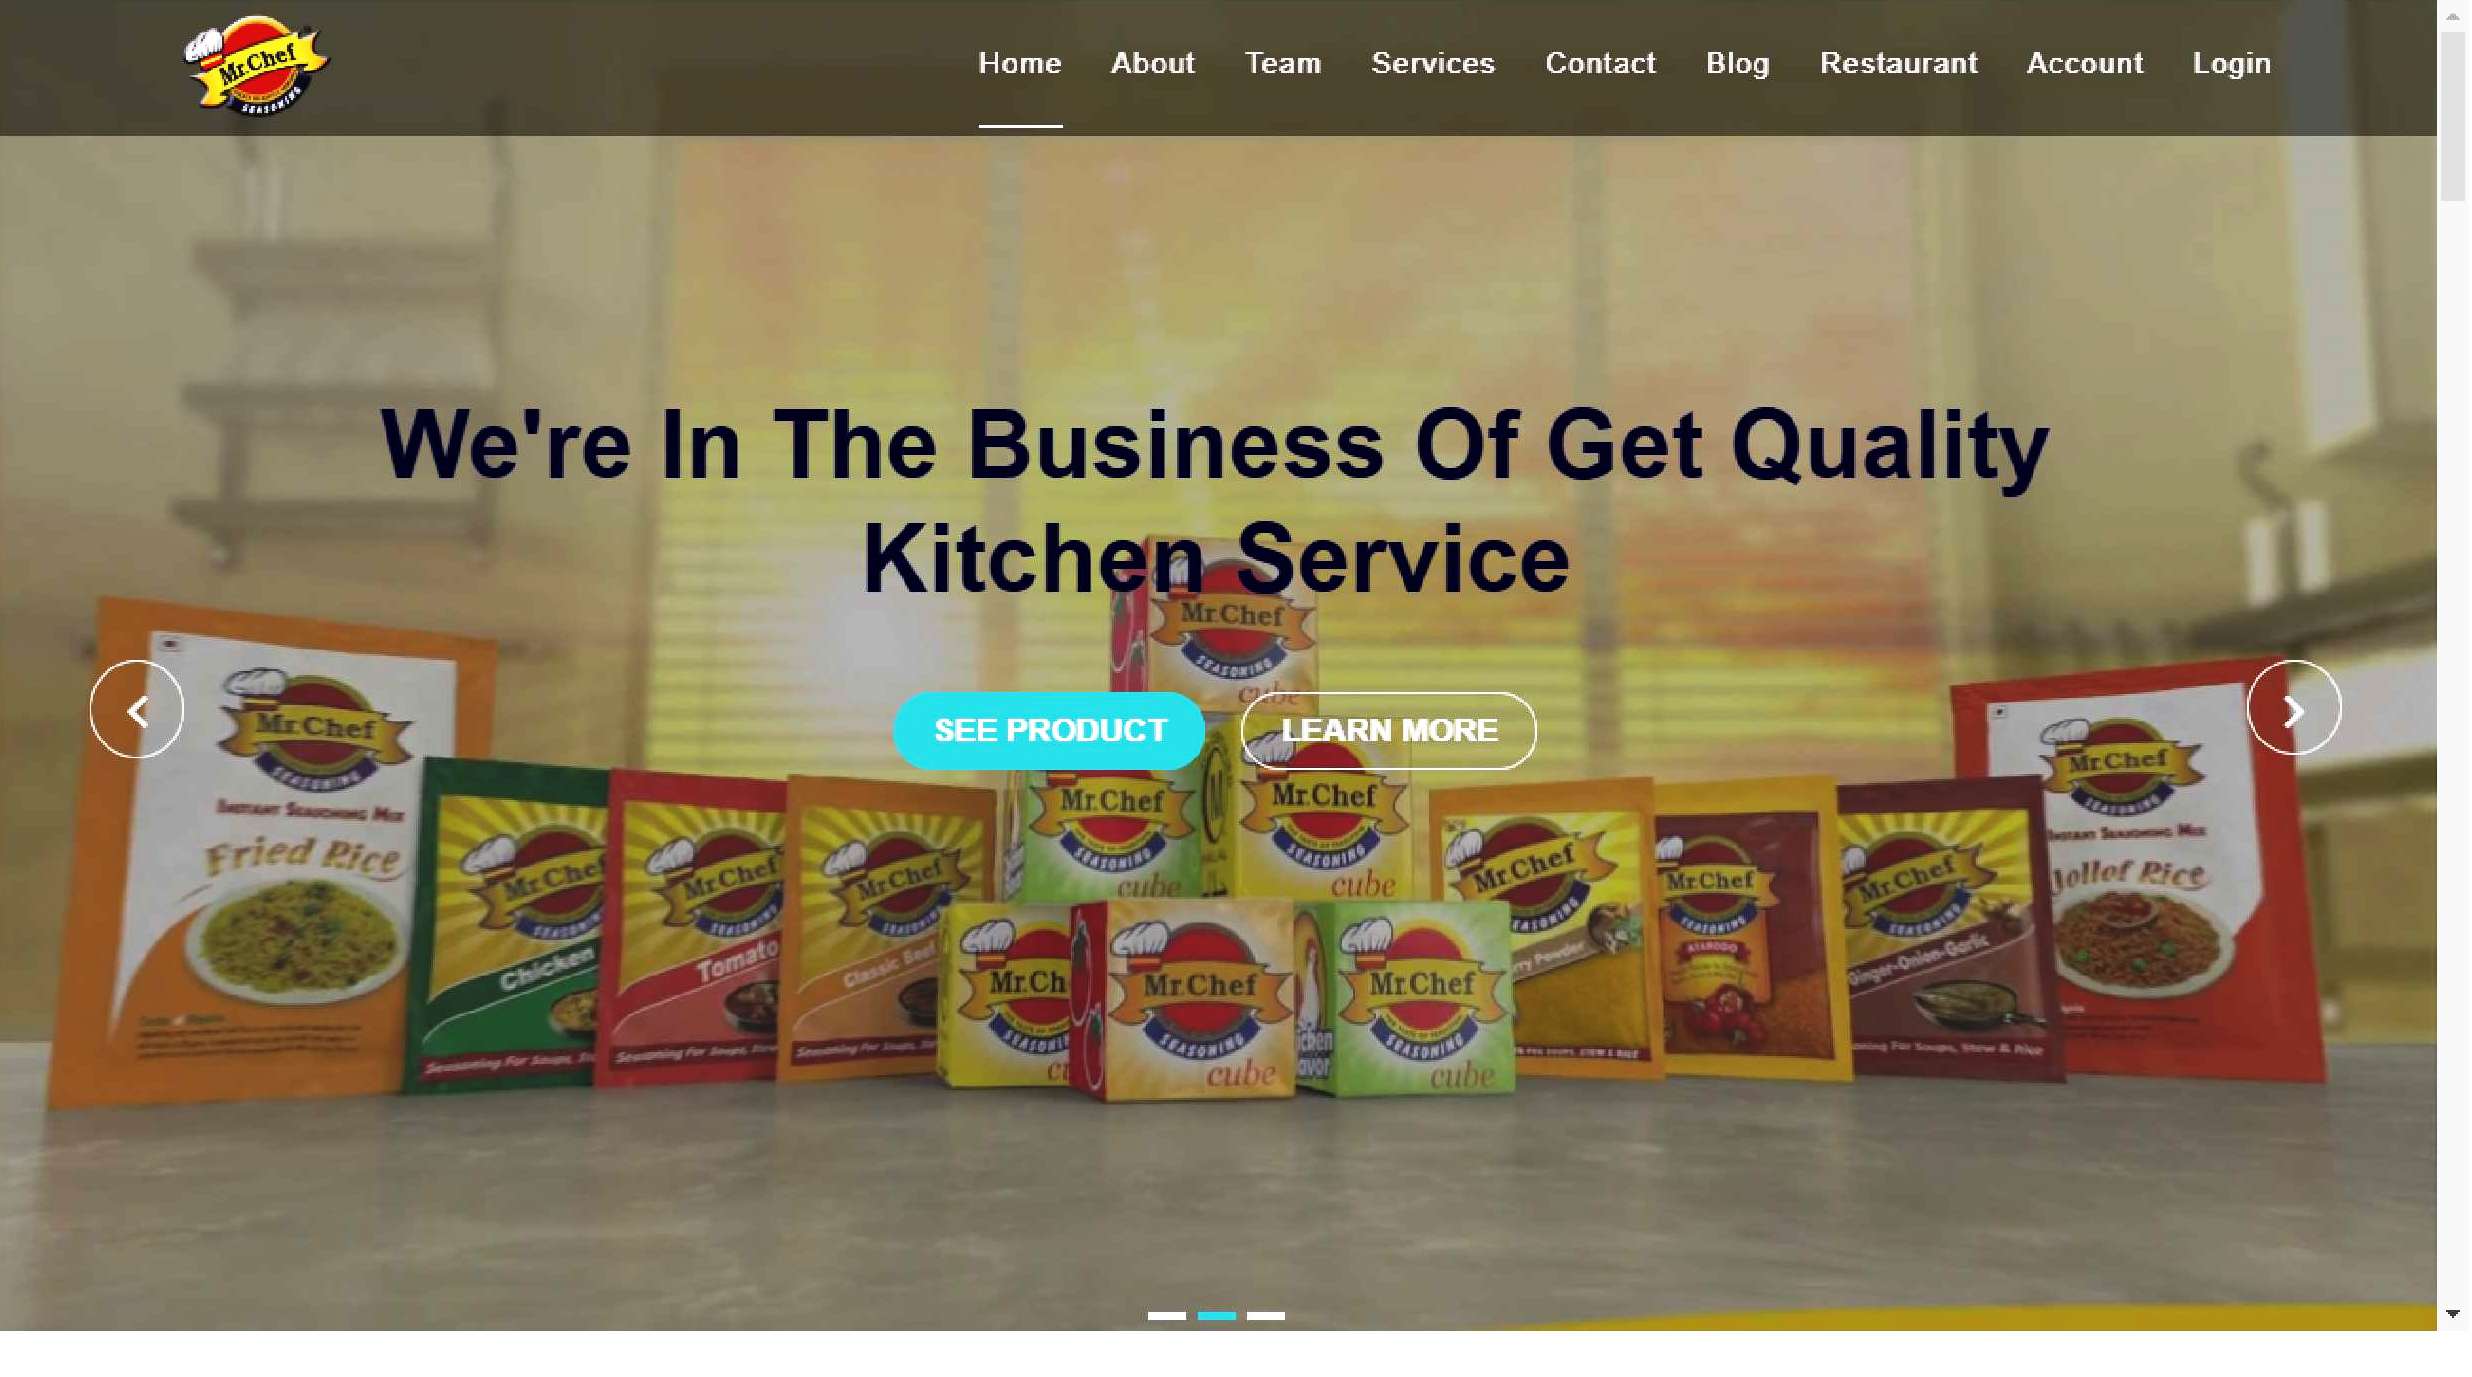 Mr.Chef
SEASONING
Home About Team Services Contact Blog Restaurant Account Login
We're In The Business Of Get Quality
Kitchen Service
SEE PRODUCT
LEARN MORE
Mr.Chef
SEASONING
cube
Mr.Chef
SEASONING
INSTANT SEASONING MIX
Fried Rice
Mr.Chef
SEASONING
Chicken
Seasoning For Soups,
Mr.Chef
Tomato
Seasoning For Soups,
Mr.Chef
Classic Beef
Seasoning For Soups,
Mr.Chef
SEASONING
cube
Mr.Chef
SEASONING
cube
Mr.Ch
Mr.Chef
SEASONING
cube
Mr.Chef
SEASONING
cube
Mr.Chef
SEASONING
rry Powder
Mr.Chef
SEASONING
ATARODO
Mr.Chef
SEASONING
Ginger-Onion-Garlic
For Soups, Stew & Rice
Mr.Chef
SEASONING
INSTANT SEASONING MIX
Jollof Rice